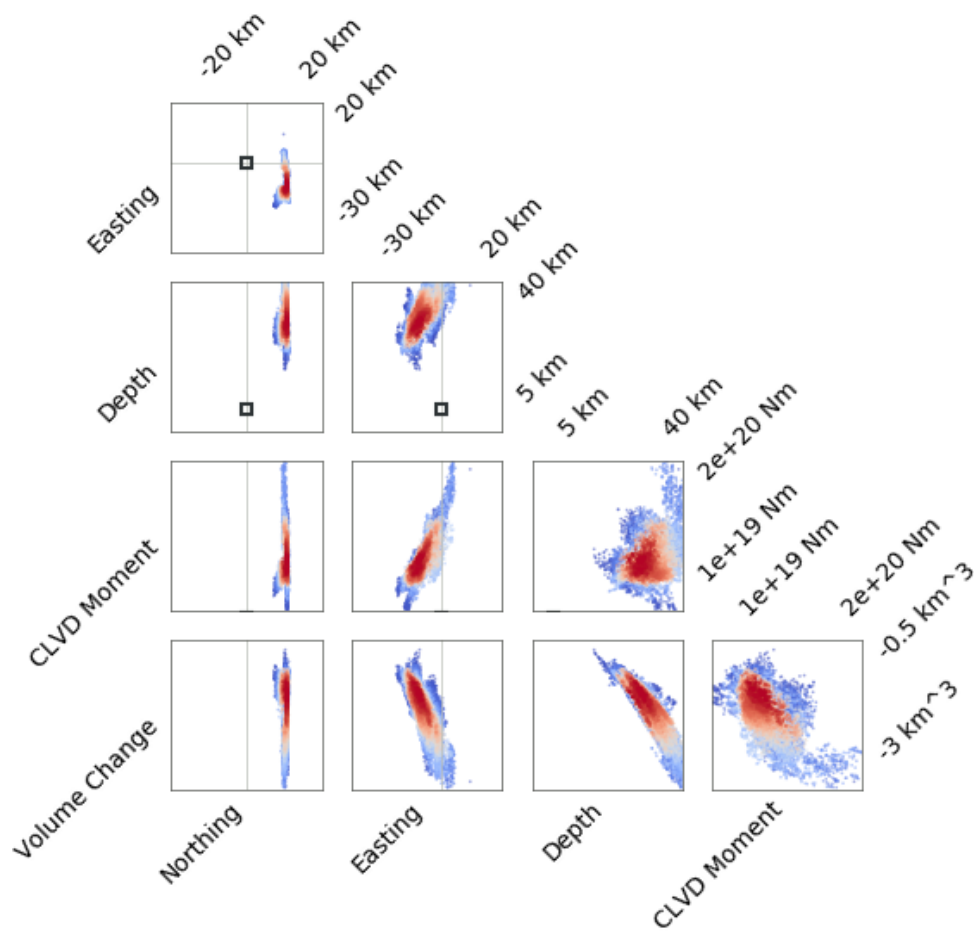 -20 km
20 km
20 km
-30 km
Easting
-30 km
20 km
40 km
5 km
Depth
5 km
40 km
2e+20 Nm
1e+19 Nm
CLVD Moment
1e+19 Nm
2e+20 Nm
-0.5 km^3
-3 km^3
Volume Change
Northing
Easting
Depth
CLVD Moment